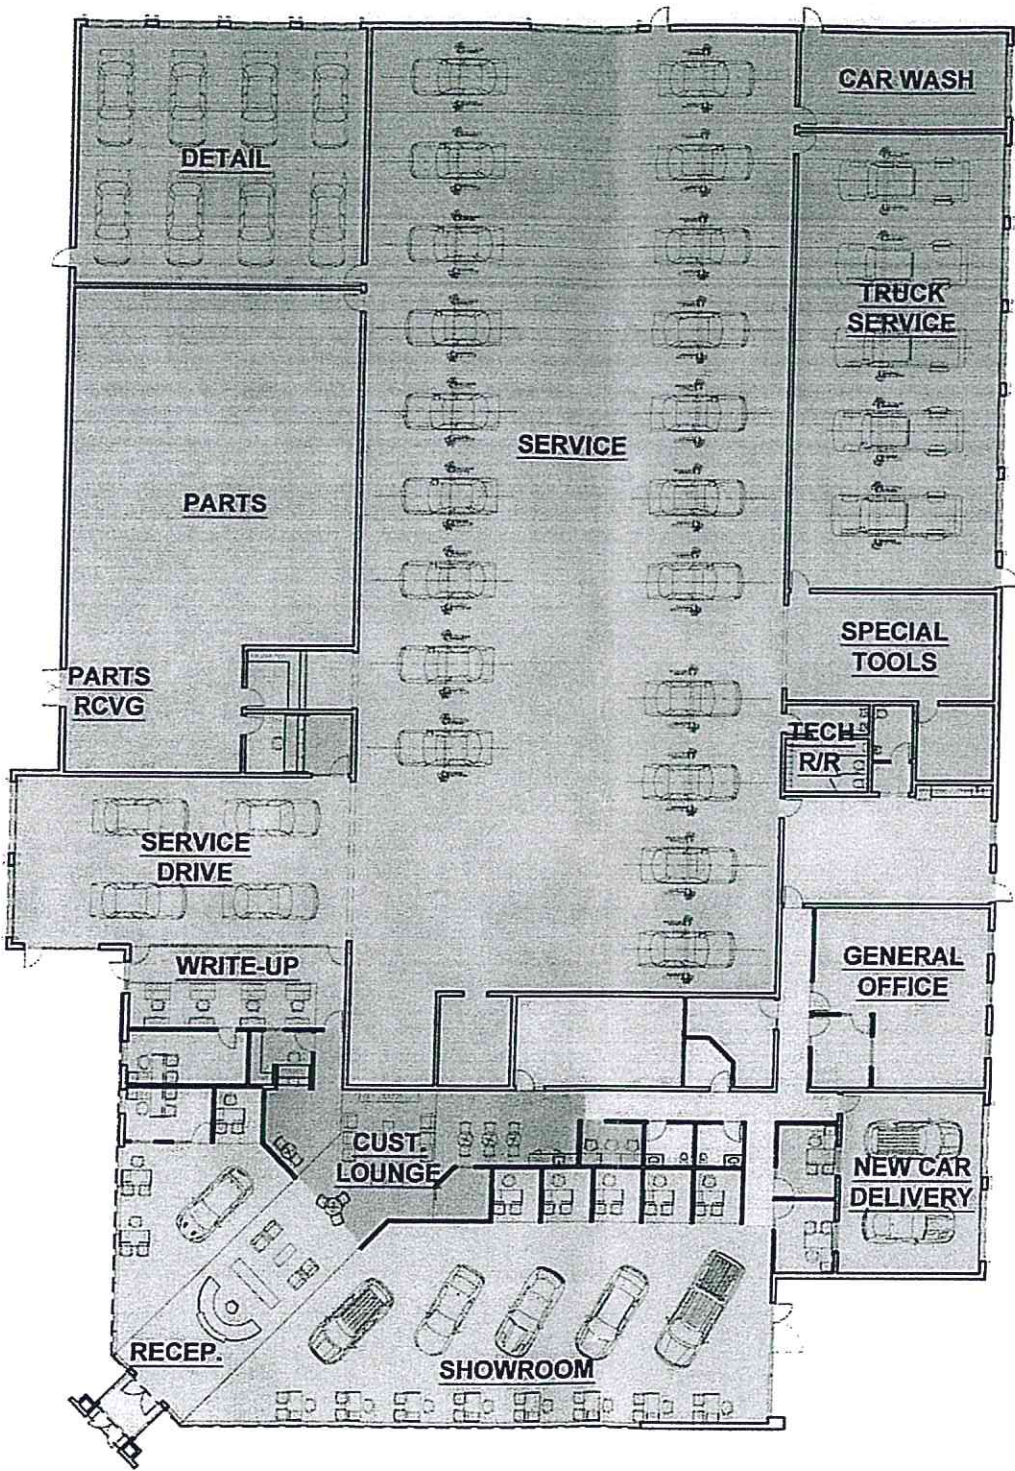 CAR WASH
DETAIL
TRUCK
SERVICE
SERVICE
PARTS
SPECIAL
TOOLS
PARTS
RCVG
TECH
R/R
SERVICE
DRIVE
WRITE-UP
GENERAL
OFFICE
CUST.
LOUNGE
NEW CAR
DELIVERY
RECEP.
SHOWROOM